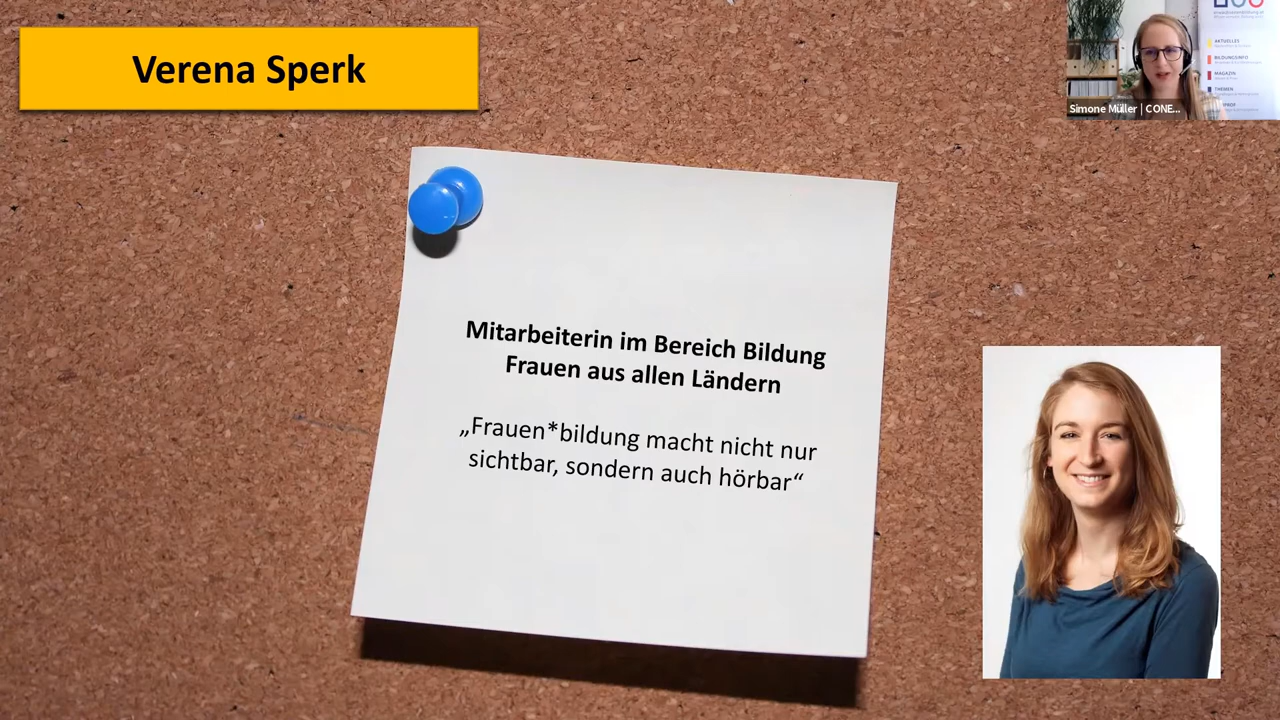 Verena Sperk
Simone Müller | CONE...
AKTUELLES
BILDUNGSINFO
MAGAZIN
THEMEN
Mitarbeiterin im Bereich Bildung
Frauen aus allen Ländern
„Frauen*bildung macht nicht nur
sichtbar, sondern auch hörbar“